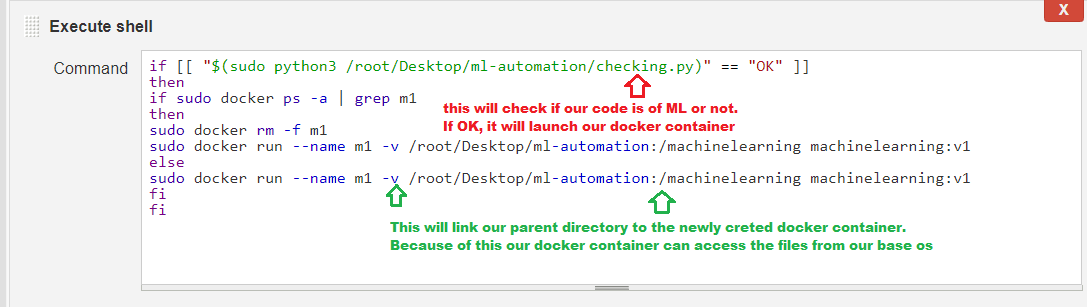 X
Execute shell
Command
if [[ "$(sudo python3 /root/Desktop/ml-automation/checking.py)" == "OK" ]]
then
if sudo docker ps -a | grep m1
then
sudo docker rm -f m1
sudo docker run --name m1 -v /root/Desktop/ml-automation:/machinelearning machinelearning:v1
else
sudo docker run --name m1 -v /root/Desktop/ml-automation:/machinelearning machinelearning:v1
fi
fi
this will check if our code is of ML or not.
If OK, it will launch our docker container
This will link our parent directory to the newly creted docker container.
Because of this our docker container can access the files from our base os